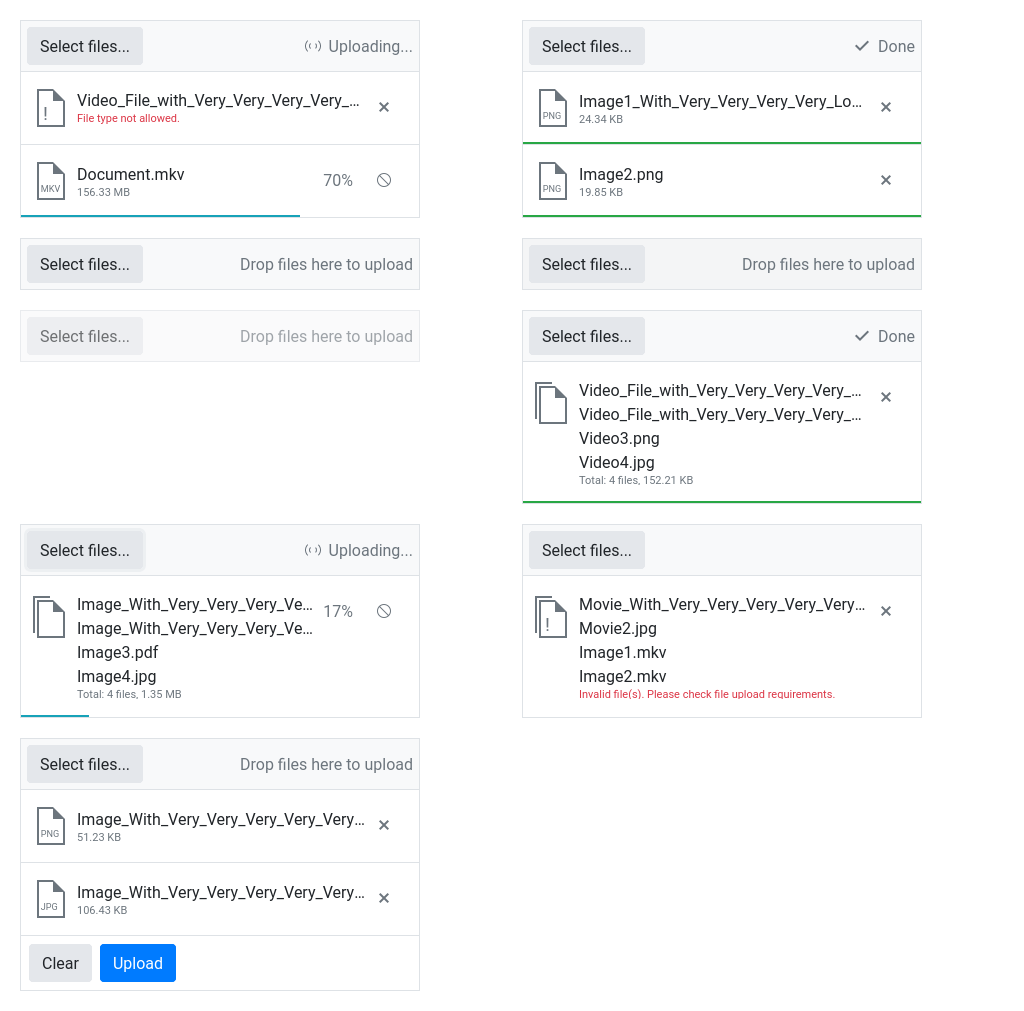 Select files...
Uploading...
!
Video_File_with_Very_Very_Very_Very_...
File type not allowed.
MKV
Document.mkv
156.33 MB
70%
Select files...
Done
PNG
Image1_With_Very_Very_Very_Very_Lo...
24.34 KB
PNG
Image2.png
19.85 KB
Select files...
Drop files here to upload
Select files...
Drop files here to upload
Select files...
Drop files here to upload
Select files...
Done
Video_File_with_Very_Very_Very_Very_...
Video_File_with_Very_Very_Very_Very_...
Video3.png
Video4.jpg
Total: 4 files, 152.21 KB
Select files...
Uploading...
Image_With_Very_Very_Very_Ve...
17%
Image_With_Very_Very_Very_Ve...
Image3.pdf
Image4.jpg
Total: 4 files, 1.35 MB
Select files...
!
Movie_With_Very_Very_Very_Very_Very...
Movie2.jpg
Image1.mkv
Image2.mkv
Invalid file(s). Please check file upload requirements.
Select files...
Drop files here to upload
PNG
Image_With_Very_Very_Very_Very_Very...
51.23 KB
JPG
Image_With_Very_Very_Very_Very_Very...
106.43 KB
Clear
Upload